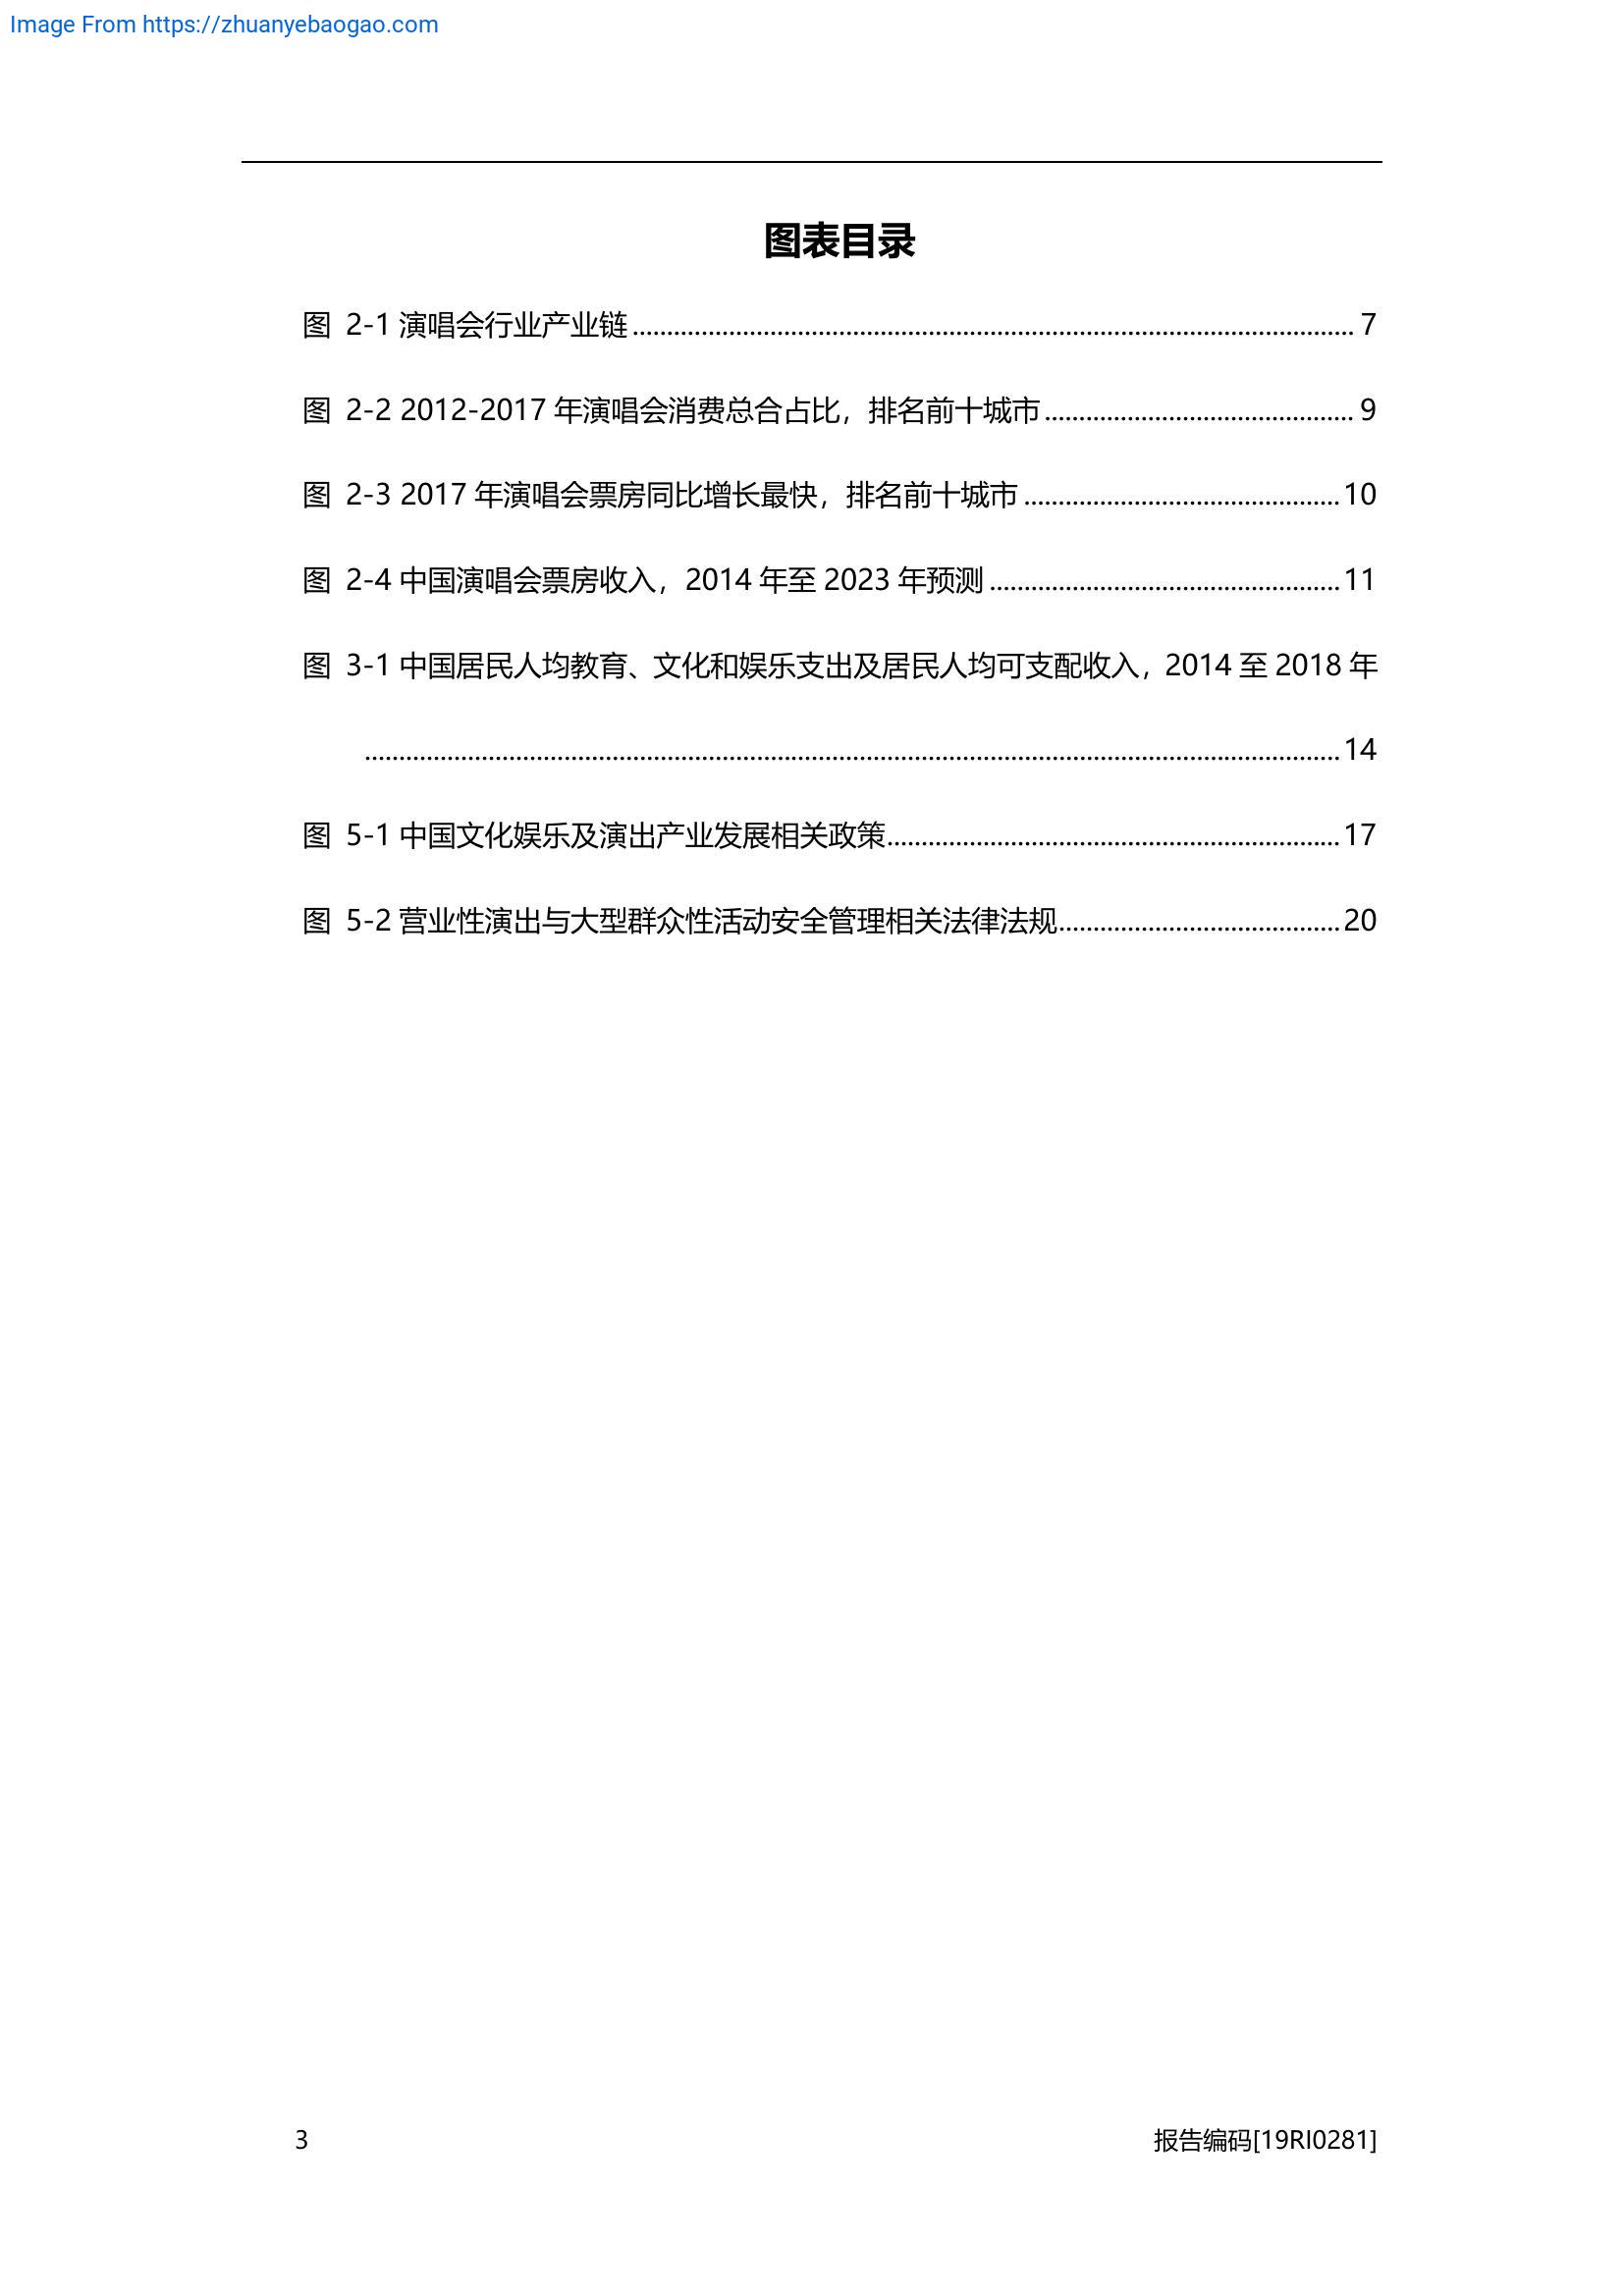 Image From https://zhuanyebaogao.com
图表目录
图 2-1 演唱会行业产业链 ........................................ 7
图 2-2 2012-2017 年演唱会消费总合占比，排名前十城市 ........................................ 9
图 2-3 2017 年演唱会票房同比增长最快，排名前十城市 ........................................ 10
图 2-4 中国演唱会票房收入，2014 年至 2023 年预测 ........................................ 11
图 3-1 中国居民人均教育、文化和娱乐支出及居民人均可支配收入，2014 至 2018 年
........................................ 14
图 5-1 中国文化娱乐及演出产业发展相关政策 ........................................ 17
图 5-2 营业性演出与大型群众性活动安全管理相关法律法规 ........................................ 20
3 报告编码[19RI0281]